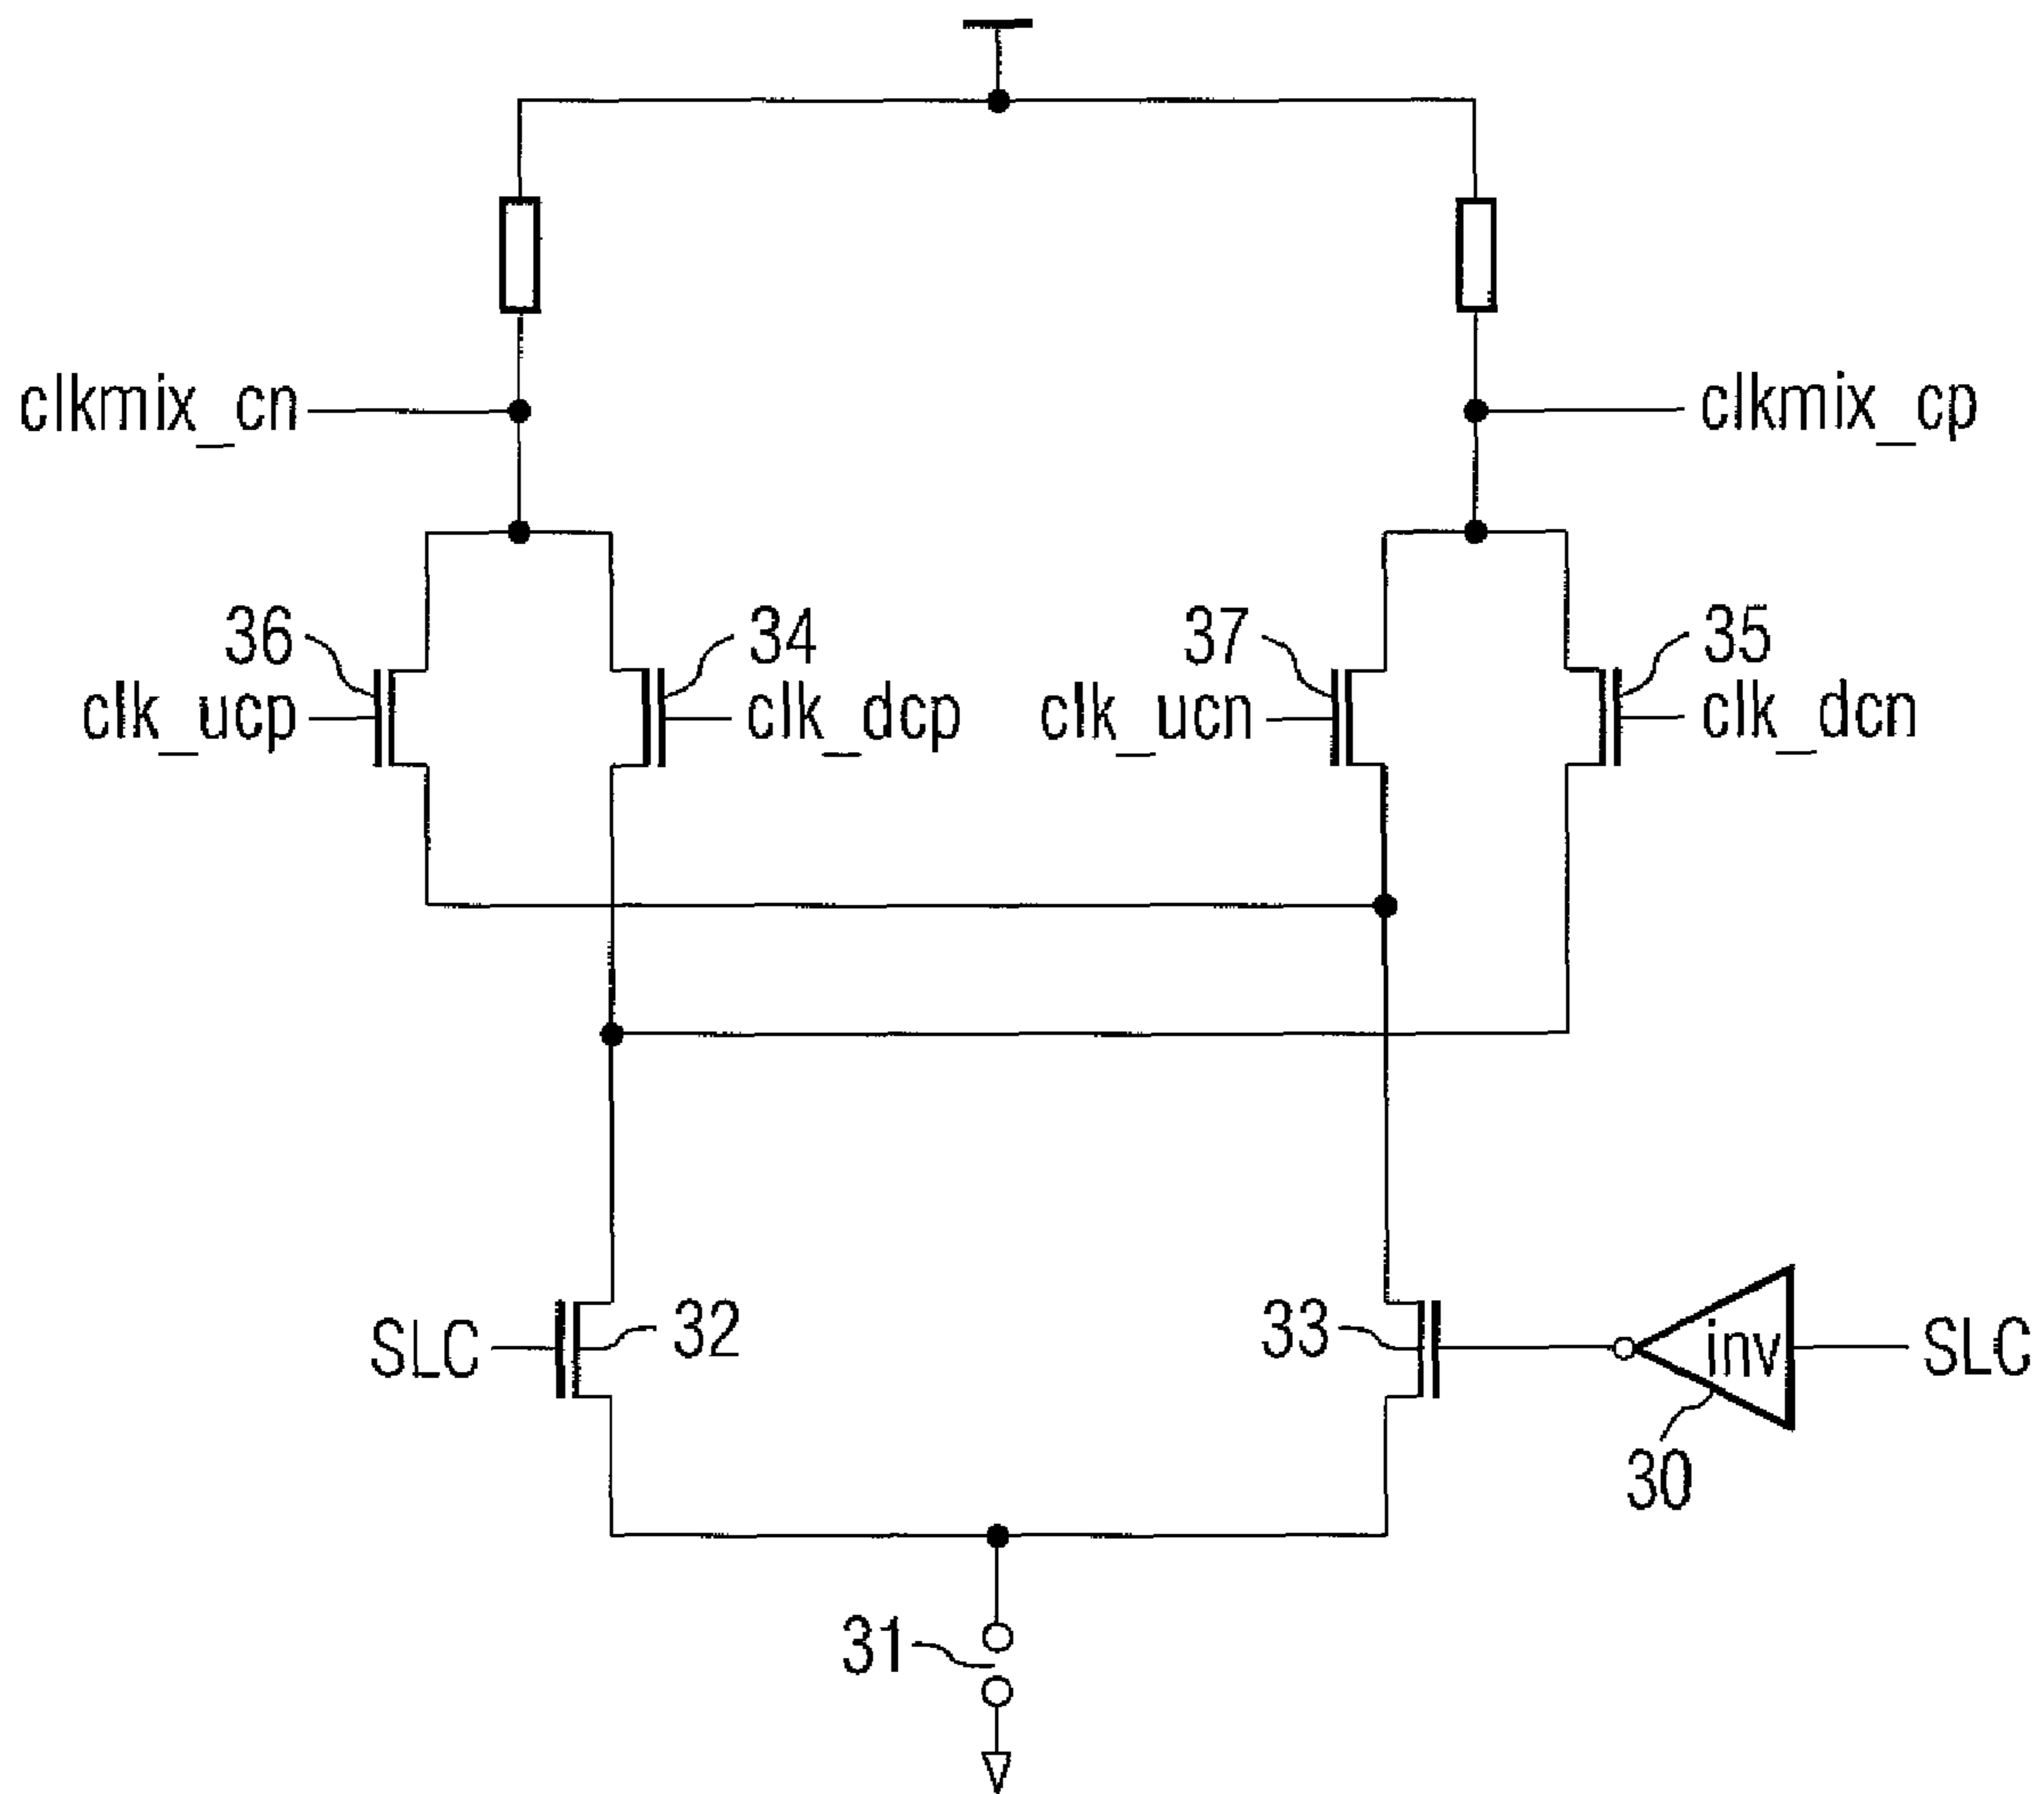 clkmix_cn
clkmix_cp
36
34
37
35
clk_ucp
clk_dcp
clk_ucn
clk_dcn
SLC
32
33
inv
SLC
30
31